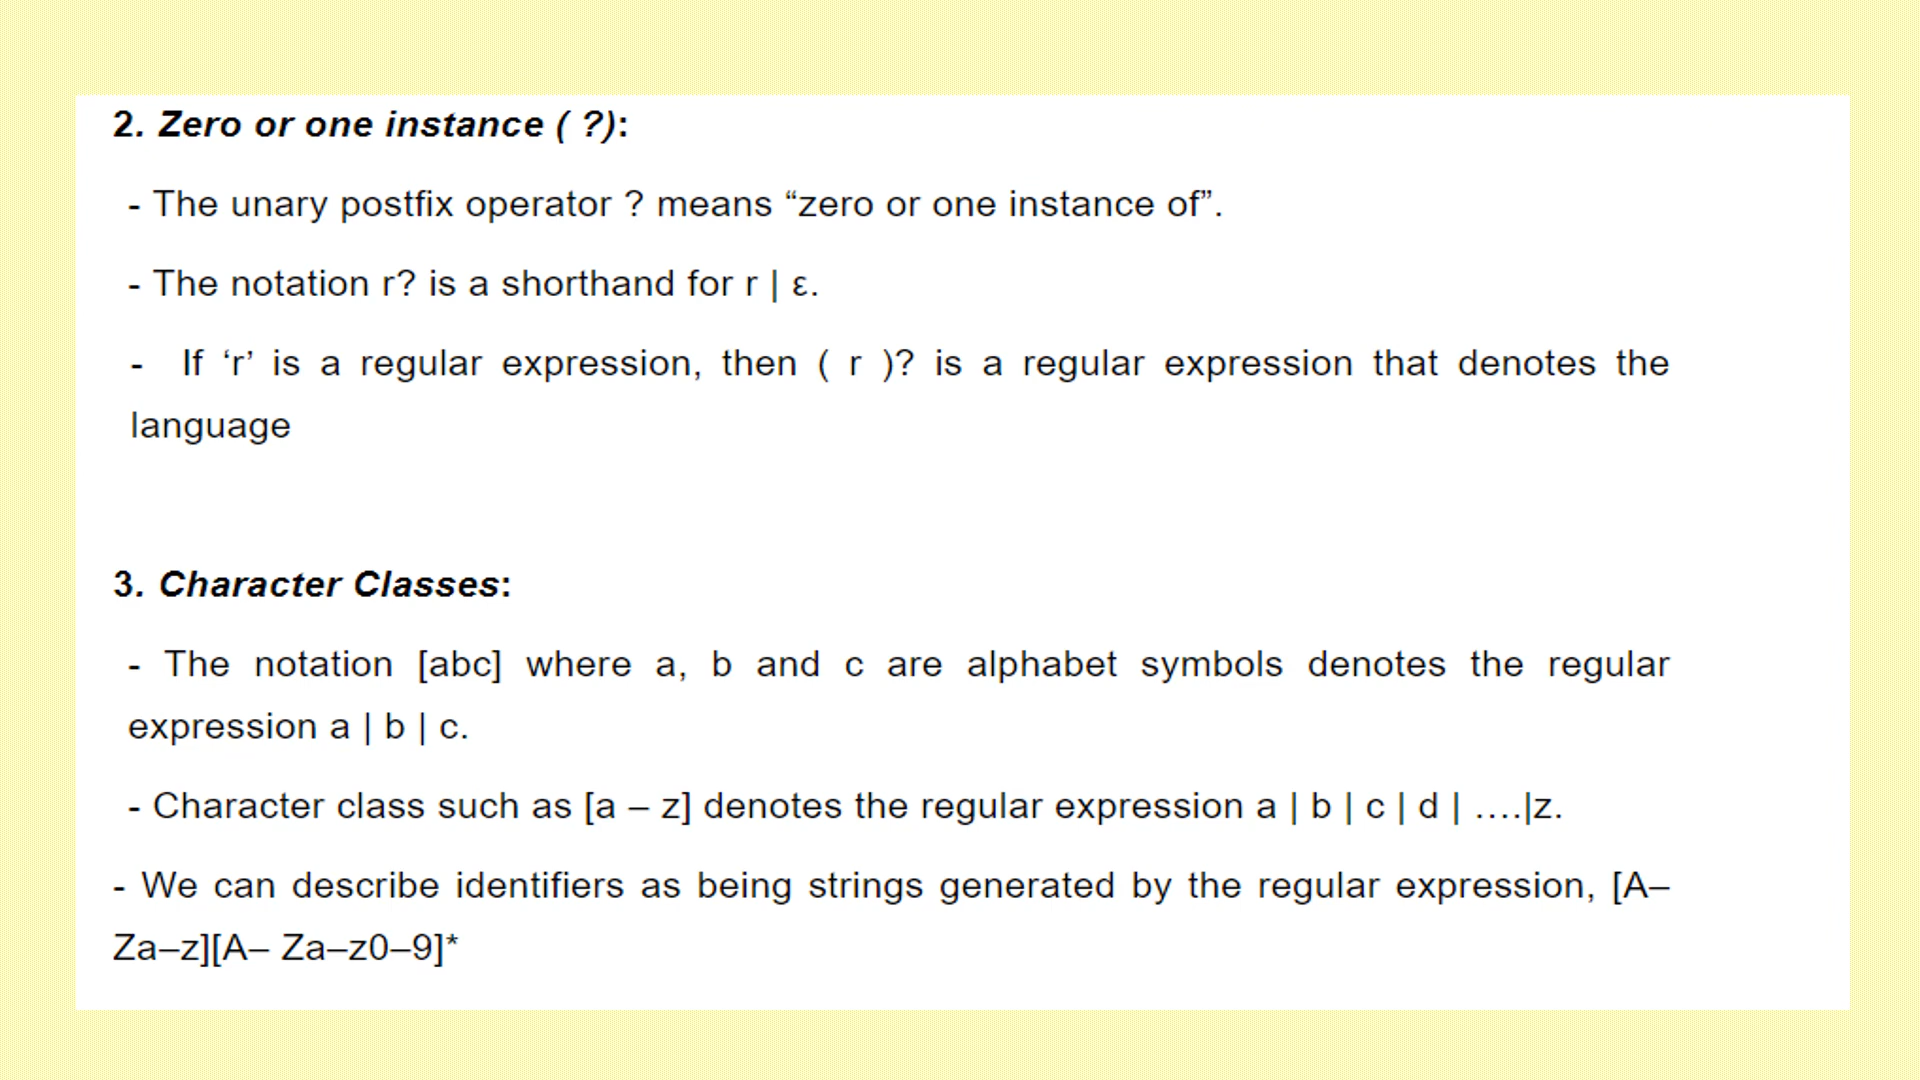 2. Zero or one instance ( ?):
- The unary postfix operator ? means “zero or one instance of”.
- The notation r? is a shorthand for r | ε.
- If ‘r’ is a regular expression, then ( r )? is a regular expression that denotes the
language
3. Character Classes:
- The notation [abc] where a, b and c are alphabet symbols denotes the regular
expression a | b | c.
- Character class such as [a – z] denotes the regular expression a | b | c | d | ….|z.
- We can describe identifiers as being strings generated by the regular expression, [A–
Za–z][A– Za–z0–9]*